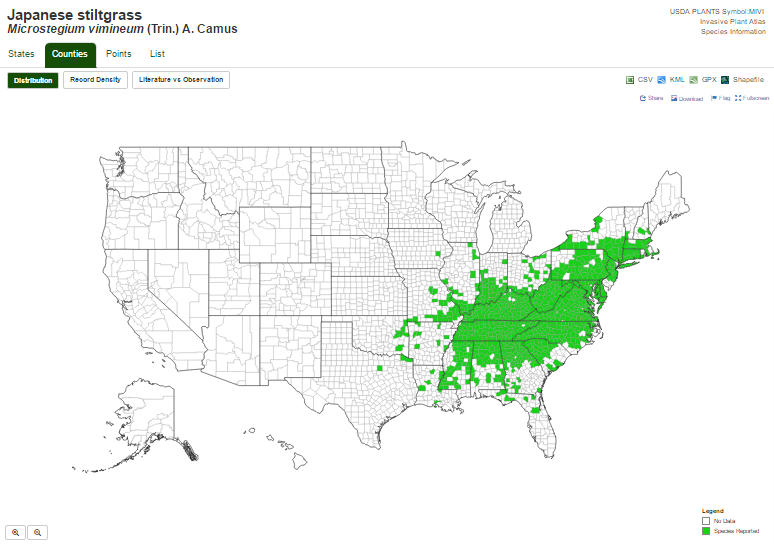 Japanese stiltgrass
Microstegium vimineum (Trin.) A. Camus
USDA PLANTS Symbol:MIVI
Invasive Plant Atlas
Species Information
States Counties Points List
Distribution Record Density Literature vs Observation
CSV KML GPX Shapefile
Share Download Flag Fullscreen
Legend
No Data
Species Reported